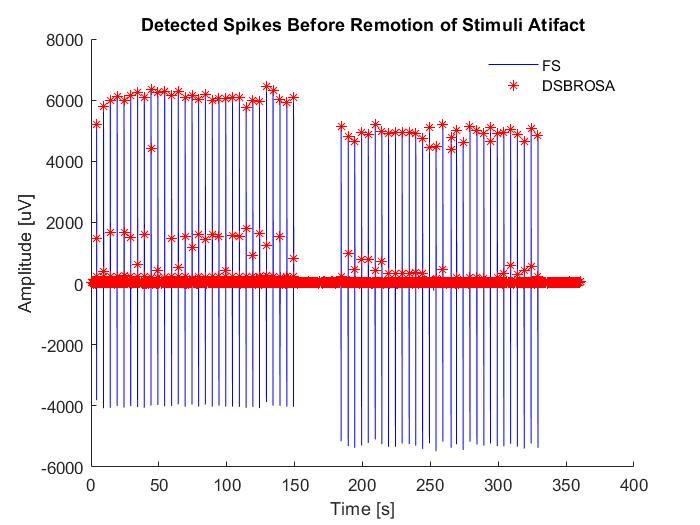 Detected Spikes Before Remotion of Stimuli Atifact
FS
DSBROSA
Amplitude [uV]
8000
6000
4000
2000
0
-2000
-4000
-6000
0 50 100 150 200 250 300 350 400
Time [s]